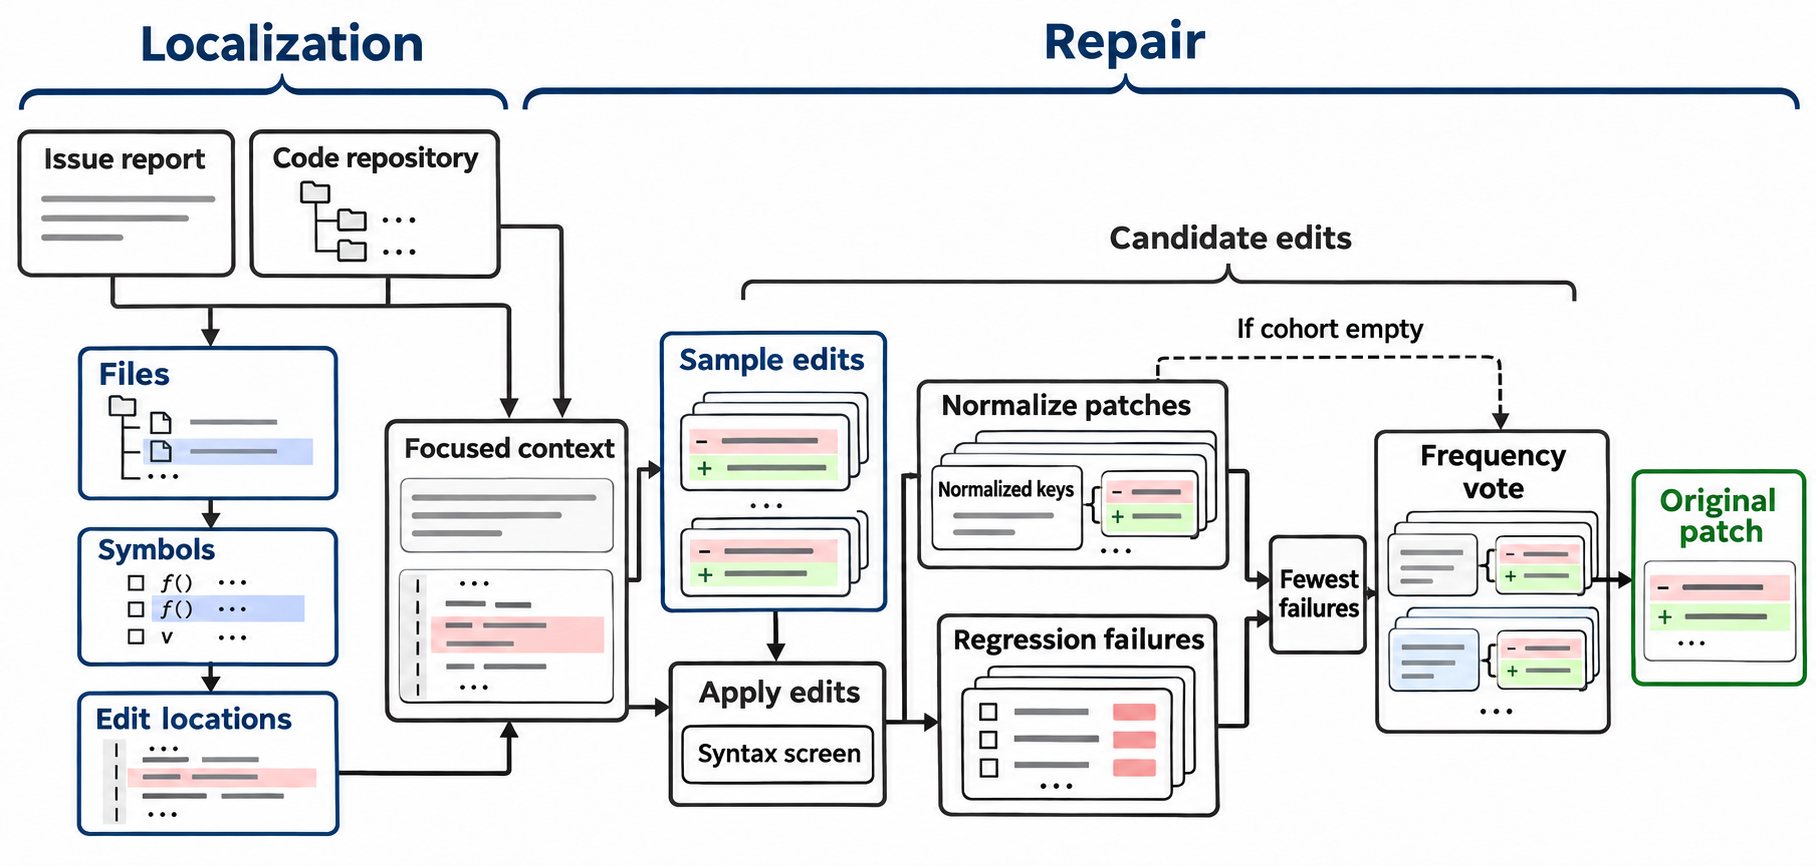 Localization
Repair
Issue report
Code repository
...
...
Candidate edits
If cohort empty
Files
...
Symbols
f() ...
f() ...
v ...
Edit locations
...
...
Focused context
...
...
Sample edits
-
+
...
-
+
Apply edits
Syntax screen
Normalize patches
Normalized keys
-
+
...
Regression failures
...
Fewest
failures
Frequency
vote
-
+
-
+
...
Original
patch
-
+
...